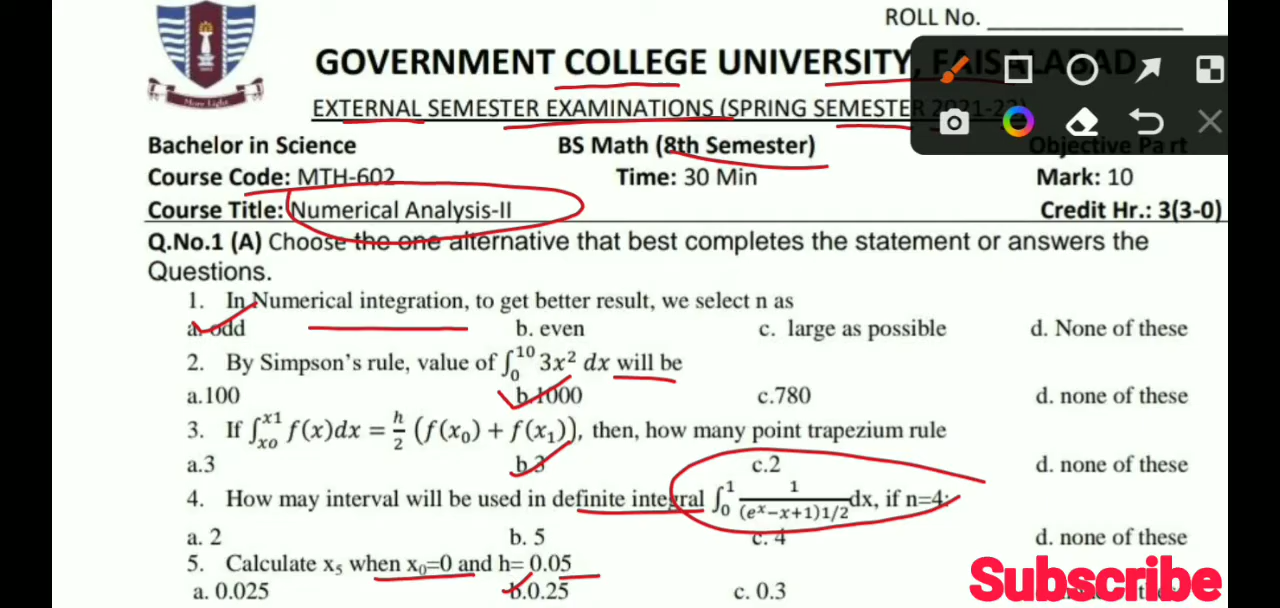 ROLL No. ____________
GOVERNMENT COLLEGE UNIVERSITY, FAISALABAD
EXTERNAL SEMESTER EXAMINATIONS (SPRING SEMESTER 2021-22)
Bachelor in Science BS Math (8th Semester) Objective Part
Course Code: MTH-602 Time: 30 Min Mark: 10
Course Title: Numerical Analysis-II Credit Hr.: 3(3-0)
Q.No.1 (A) Choose the one alternative that best completes the statement or answers the
Questions.
1. In Numerical integration, to get better result, we select n as
a. odd b. even c. large as possible d. None of these
2. By Simpson's rule, value of ∫₀¹⁰ 3x² dx will be
a.100 b.1000 c.780 d. none of these
3. If ∫ₓₒˣ¹ f(x)dx = h/2 (f(x₀) + f(x₁)), then, how many point trapezium rule
a.3 b.3 c.2 d. none of these
4. How may interval will be used in definite integral ∫₀¹ 1/(eˣ−x+1)1/2 dx, if n=4:
a. 2 b. 5 c. 4 d. none of these
5. Calculate x₅ when x₀=0 and h= 0.05
a. 0.025 b.0.25 c. 0.3
Subscribe